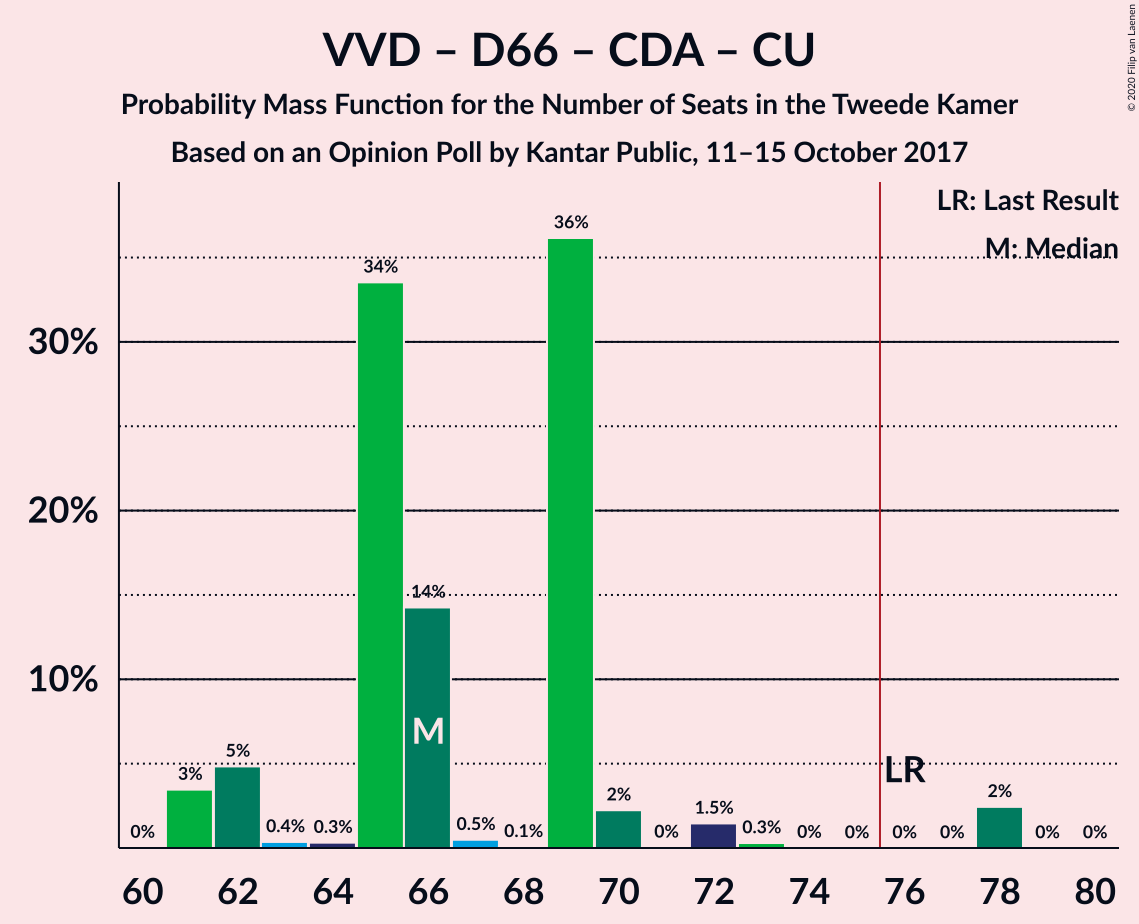 VVD – D66 – CDA – CU
Probability Mass Function for the Number of Seats in the Tweede Kamer
Based on an Opinion Poll by Kantar Public, 11–15 October 2017
© 2020 Filip van Laenen
LR: Last Result
M: Median
30%
20%
10%
0%
3%
5%
0.4%
0.3%
34%
14%
0.5%
0.1%
36%
2%
0%
1.5%
0.3%
0%
0%
0%
0%
2%
0%
0%
M
LR
60 62 64 66 68 70 72 74 76 78 80